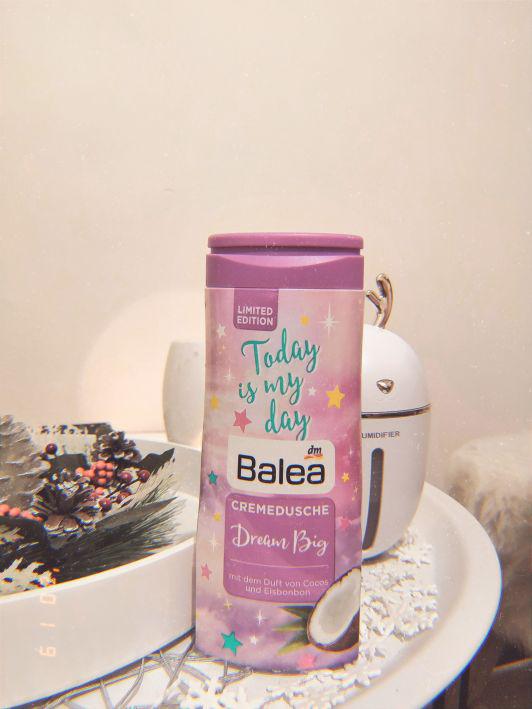 LIMITED
EDITION
Today
is my
day
dm
Balea
CREMEDUSCHE
Dream Big
mit dem Duft von Cocos
und Eisbonbon
UMIDIFIER